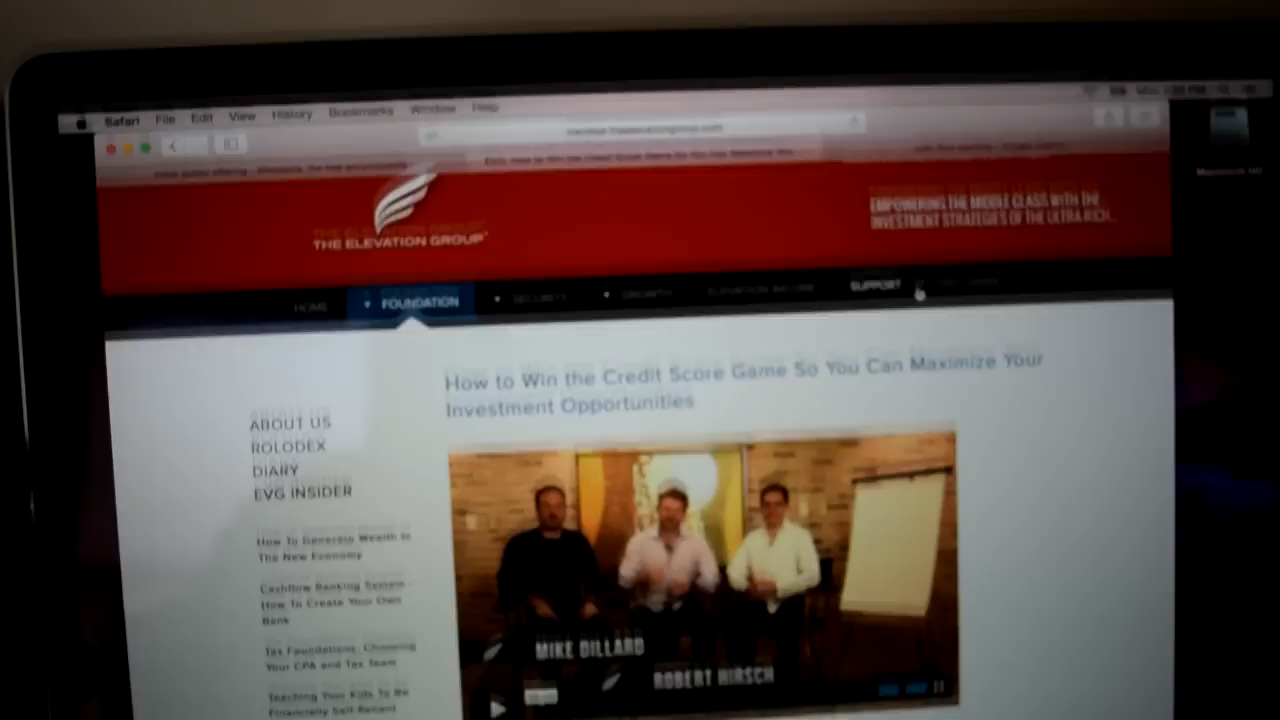 Safari File Edit View History Bookmarks Window Help
THE ELEVATION GROUP
EMPOWERING THE MIDDLE CLASS WITH THE
INVESTMENT STRATEGIES OF THE ULTRA RICH...
HOME FOUNDATION SECURITY GROWTH SUPPORT
How to Win the Credit Score Game So You Can Maximize Your
Investment Opportunities
ABOUT US
ROLODEX
DIARY
EVG INSIDER
How To Generate Wealth In
The New Economy
Cashflow Banking System -
How To Create Your Own
Bank
Tax Foundations: Choosing
Your CPA and Tax Team
Teaching Your Kids To Be
Financially Self Reliant
MIKE DILLARD
ROBERT HIRSCH
Macintosh HD